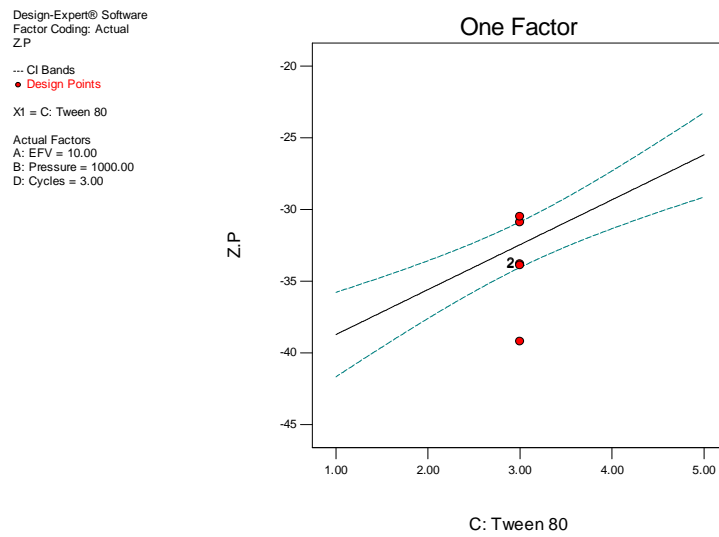 Design-Expert® Software
Factor Coding: Actual
Z.P
--- CI Bands
Design Points
X1 = C: Tween 80
Actual Factors
A: EFV = 10.00
B: Pressure = 1000.00
D: Cycles = 3.00
One Factor
-20
-25
-30
-35
-40
-45
Z.P
2
1.00 2.00 3.00 4.00 5.00
C: Tween 80